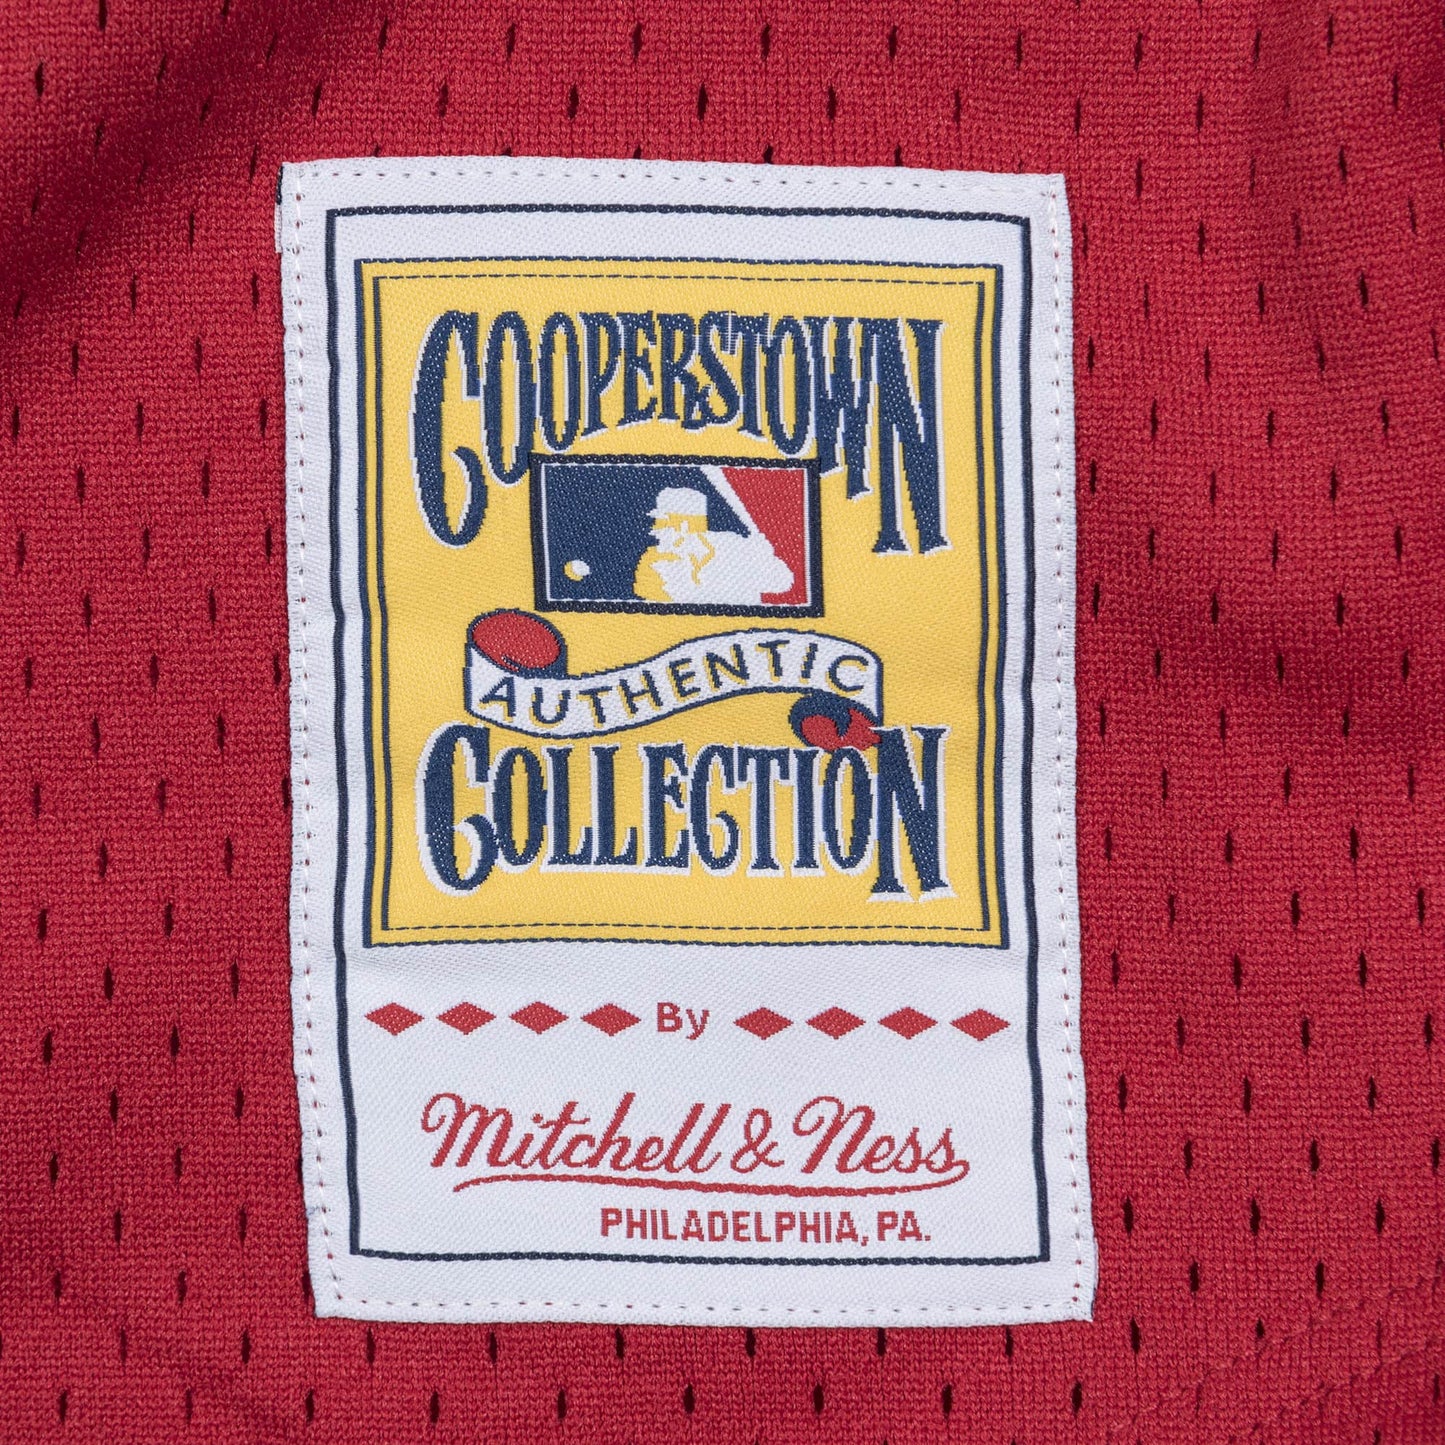 COOPERSTOWN
AUTHENTIC
COLLECTION
By
Mitchell & Ness
PHILADELPHIA, PA.